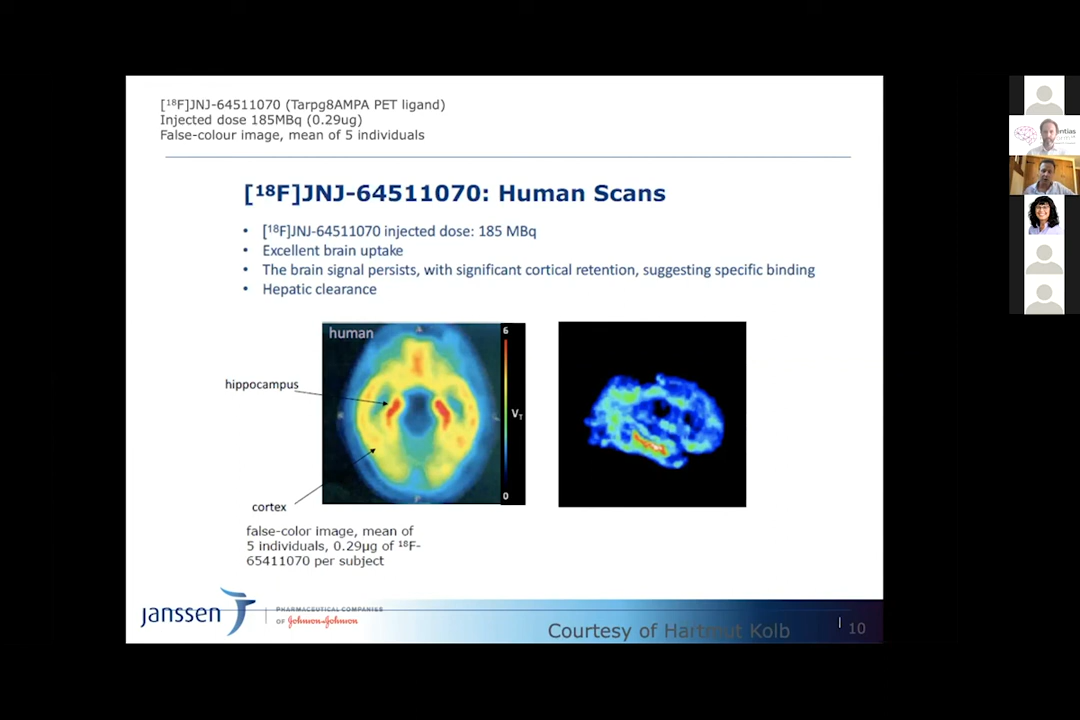 [¹⁸F]JNJ-64511070 (Tarpg8AMPA PET ligand)
Injected dose 185MBq (0.29ug)
False-colour image, mean of 5 individuals
[¹⁸F]JNJ-64511070: Human Scans
• [¹⁸F]JNJ-64511070 injected dose: 185 MBq
• Excellent brain uptake
• The brain signal persists, with significant cortical retention, suggesting specific binding
• Hepatic clearance
human
6
hippocampus
V_T
0
cortex
false-color image, mean of
5 individuals, 0.29µg of ¹⁸F-
65411070 per subject
janssen
PHARMACEUTICAL COMPANIES
OF Johnson & Johnson
Courtesy of Hartmut Kolb
10